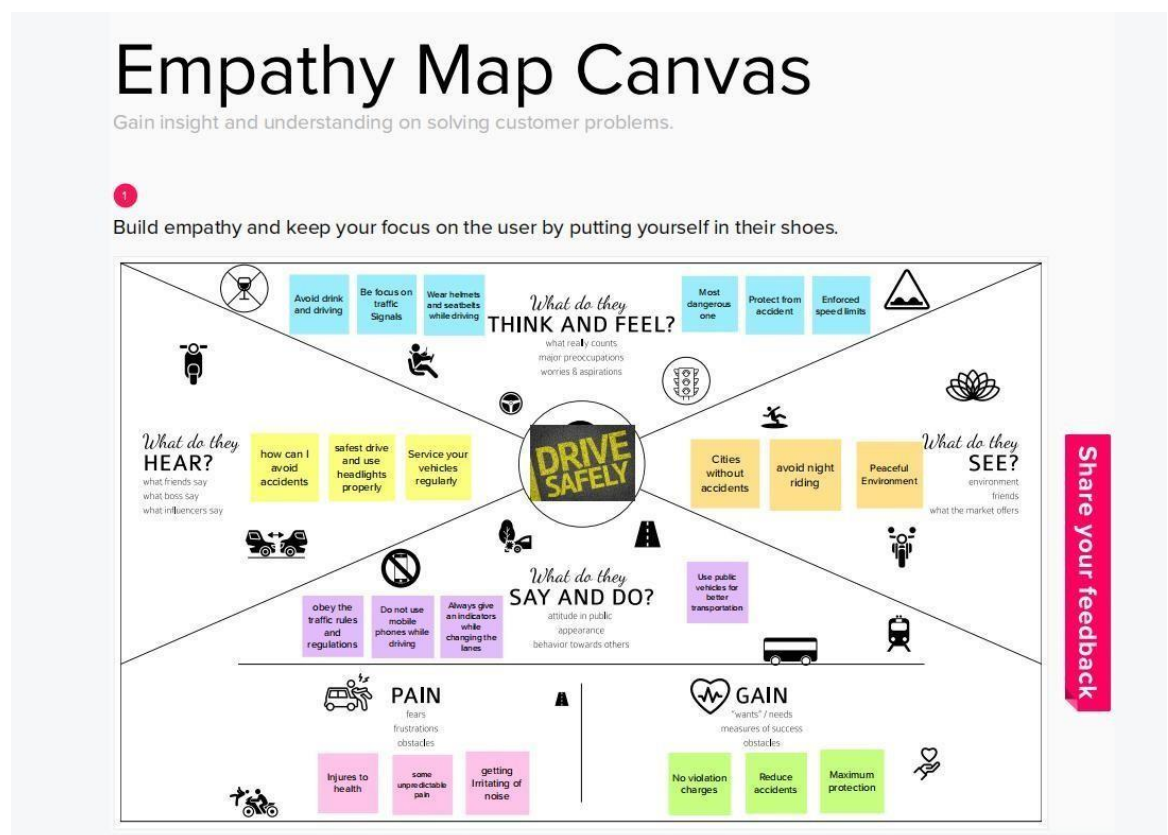 Empathy Map Canvas
Gain insight and understanding on solving customer problems.
1
Build empathy and keep your focus on the user by putting yourself in their shoes.
Avoid drink
and driving
Be focus on
traffic
Signals
Wear helmets
and seatbelts
while driving
What do they
THINK AND FEEL?
what really counts
major preoccupations
worries & aspirations
Most
dangerous
one
Protect from
accident
Enforced
speed limits
What do they
HEAR?
what friends say
what boss say
what influencers say
how can I
avoid
accidents
safest drive
and use
headlights
properly
Service your
vehicles
regularly
DRIVE
SAFELY
Cities
without
accidents
avoid night
riding
Peaceful
Environment
What do they
SEE?
environment
friends
what the market offers
Share your feedback
obey the
traffic rules
and
regulations
Do not use
mobile
phones while
driving
Always give
an indicators
while
changing the
lanes
What do they
SAY AND DO?
attitude in public
appearance
behavior towards others
Use public
vehicles for
better
transportation
PAIN
fears
frustrations
obstacles
Injures to
health
some
unpredictable
pain
getting
Irritating of
noise
GAIN
"wants" / needs
measures of success
obstacles
No violation
charges
Reduce
accidents
Maximum
protection